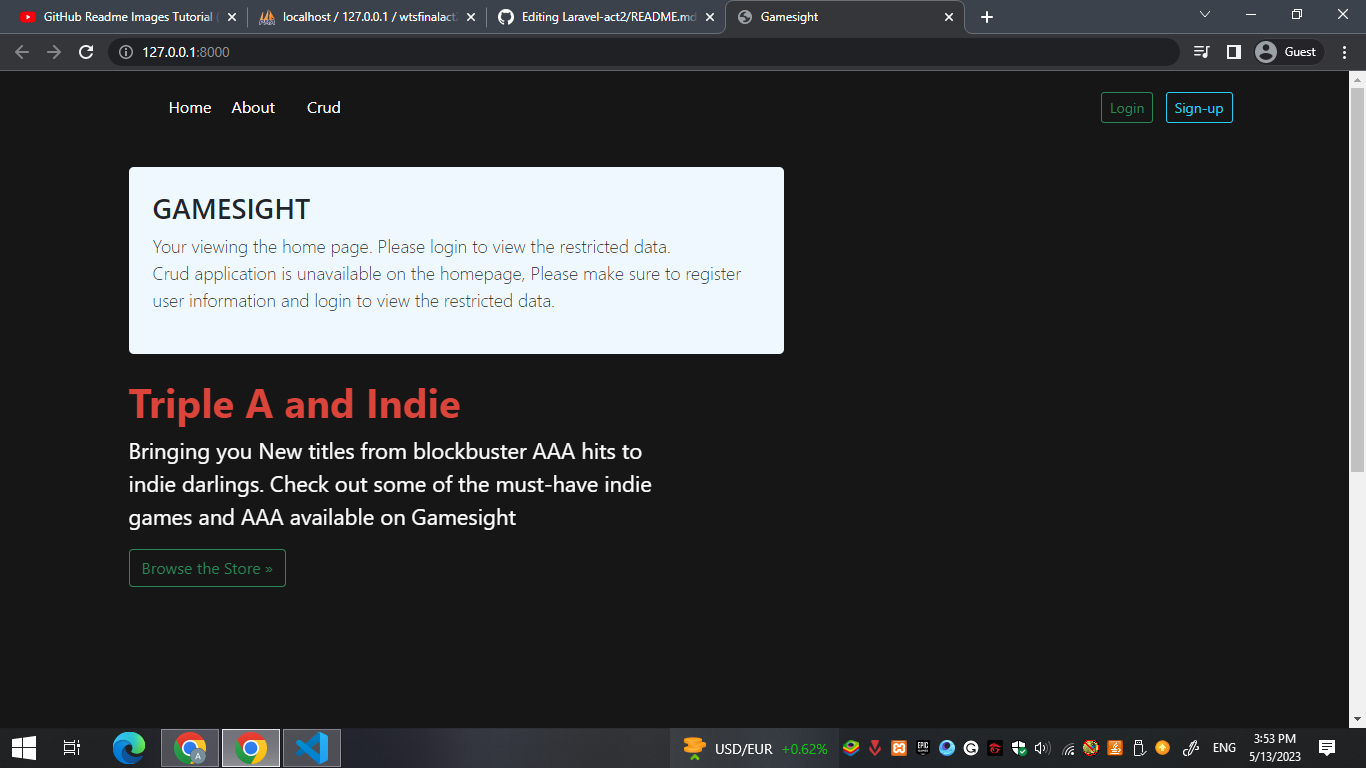 GitHub Readme Images Tutorial (
localhost / 127.0.0.1 / wtsfinalact2
Editing Laravel-act2/README.md
Gamesight
127.0.0.1:8000
Guest
Home About Crud
Login Sign-up
GAMESIGHT
Your viewing the home page. Please login to view the restricted data.
Crud application is unavailable on the homepage, Please make sure to register
user information and login to view the restricted data.
Triple A and Indie
Bringing you New titles from blockbuster AAA hits to
indie darlings. Check out some of the must-have indie
games and AAA available on Gamesight
Browse the Store »
USD/EUR +0.62%
ENG
3:53 PM
5/13/2023